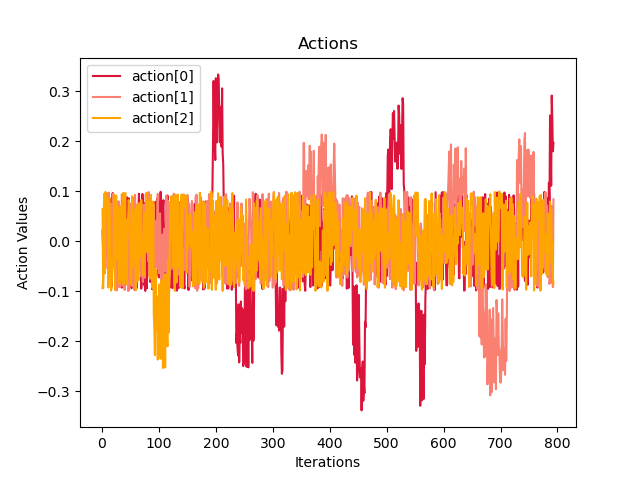 Actions
action[0]
action[1]
action[2]
Action Values
0.3
0.2
0.1
0.0
−0.1
−0.2
−0.3
0 100 200 300 400 500 600 700 800
Iterations